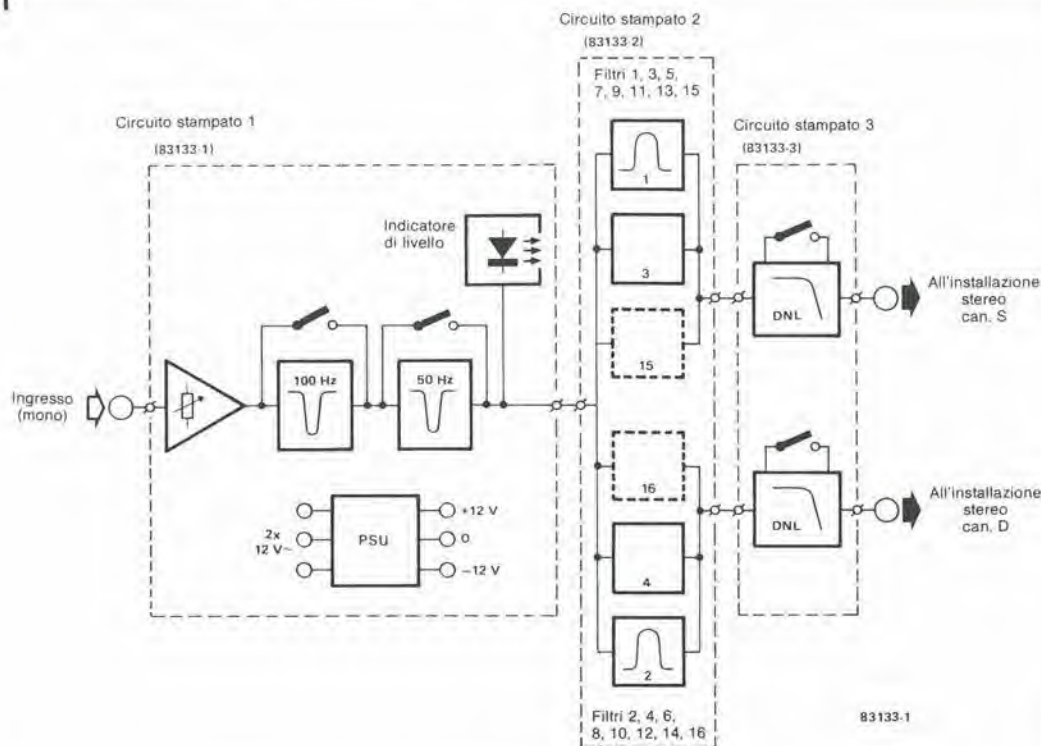 Circuito stampato 2
(83133-2)
Filtri 1, 3, 5,
7, 9, 11, 13, 15
Circuito stampato 1
(83133-1)
Circuito stampato 3
(83133-3)
1
Indicatore
di livello
3
DNL
All'installazione
stereo
can. S
15
100 Hz
50 Hz
Ingresso
(mono)
16
DNL
All'installazione
stereo
can. D
2x
12 V~
PSU
+12 V
0
−12 V
4
2
Filtri 2, 4, 6,
8, 10, 12, 14, 16
83133-1